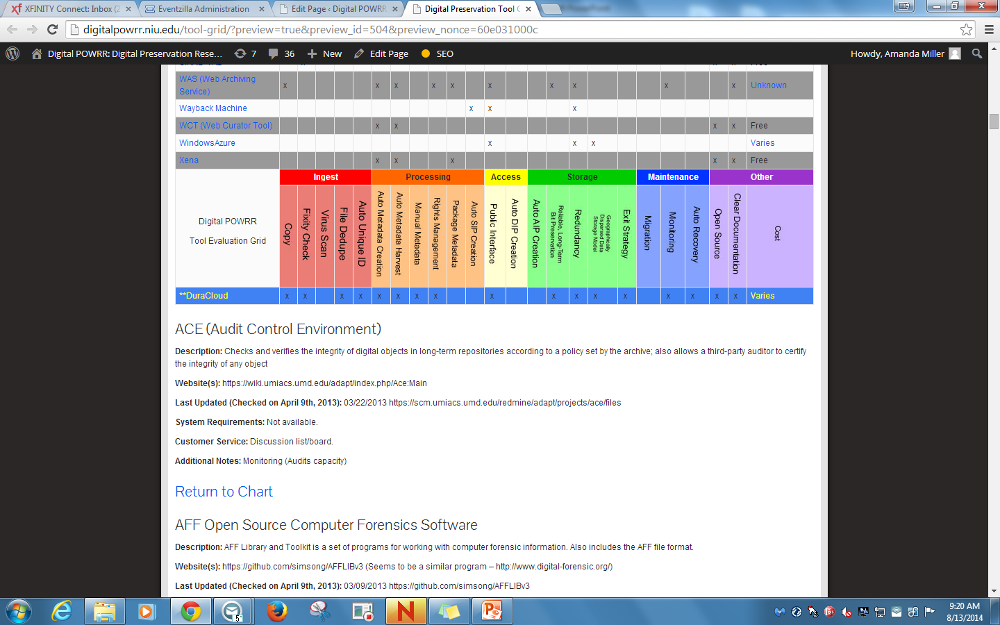 XFINITY Connect: Inbox (2
Eventzilla Administration
Edit Page ‹ Digital POWRR
Digital Preservation Tool G
digitalpowrr.niu.edu/tool-grid/?preview=true&preview_id=504&preview_nonce=60e031000c
Digital POWRR: Digital Preservation Rese... 7 36 New Edit Page SEO Howdy, Amanda Miller
WAS (Web Archiving Service) x x x x x x x x x x Unknown
Wayback Machine x x x
WCT (Web Curator Tool) x x x x Free
WindowsAzure x x x Varies
Xena x x x x x Free
Digital POWRR
Tool Evaluation Grid
Ingest Processing Access Storage Maintenance Other
Copy
Fixity Check
Virus Scan
File Dedupe
Auto Unique ID
Auto Metadata Creation
Auto Metadata Harvest
Manual Metadata
Rights Management
Package Metadata
Auto SIP Creation
Public Interface
Auto DIP Creation
Auto AIP Creation
Reliable, Long-Term
Bit Preservation
Redundancy
Geographically
Dispersed Data
Storage Model
Exit Strategy
Migration
Monitoring
Auto Recovery
Open Source
Clear Documentation
Cost
**DuraCloud x x x x x x x x x x x x x x x x x Varies
ACE (Audit Control Environment)
Description: Checks and verifies the integrity of digital objects in long-term repositories according to a policy set by the archive; also allows a third-party auditor to certify
the integrity of any object
Website(s): https://wiki.umiacs.umd.edu/adapt/index.php/Ace:Main
Last Updated (Checked on April 9th, 2013): 03/22/2013 https://scm.umiacs.umd.edu/redmine/adapt/projects/ace/files
System Requirements: Not available.
Customer Service: Discussion list/board.
Additional Notes: Monitoring (Audits capacity)
Return to Chart
AFF Open Source Computer Forensics Software
Description: AFF Library and Toolkit is a set of programs for working with computer forensic information. Also includes the AFF file format.
Website(s): https://github.com/simsong/AFFLIBv3 (Seems to be a similar program – http://www.digital-forensic.org/)
Last Updated (Checked on April 9th, 2013): 03/09/2013 https://github.com/simsong/AFFLIBv3
9:20 AM
8/13/2014